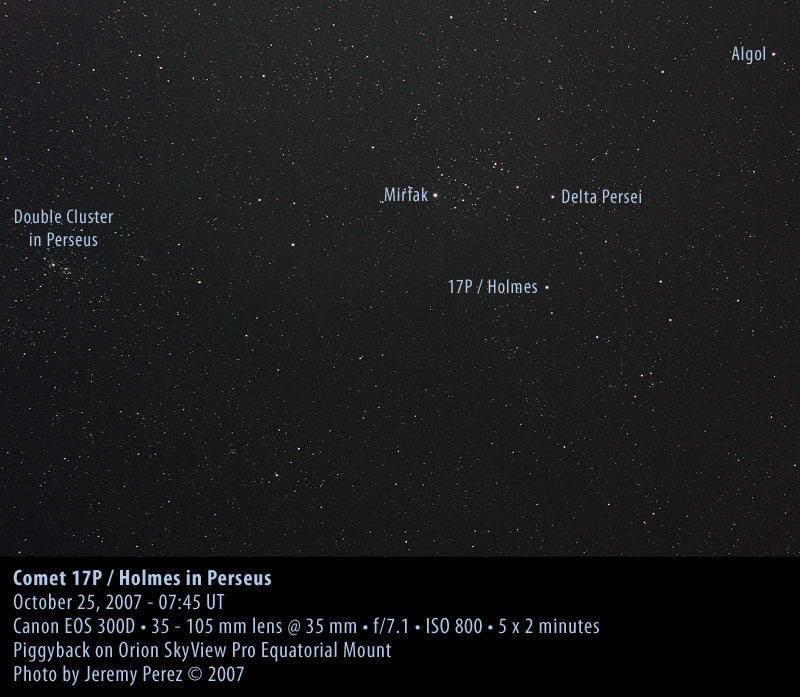 Algol
Mirfak
Delta Persei
Double Cluster
in Perseus
17P / Holmes
Comet 17P / Holmes in Perseus
October 25, 2007 - 07:45 UT
Canon EOS 300D • 35 - 105 mm lens @ 35 mm • f/7.1 • ISO 800 • 5 x 2 minutes
Piggyback on Orion SkyView Pro Equatorial Mount
Photo by Jeremy Perez © 2007